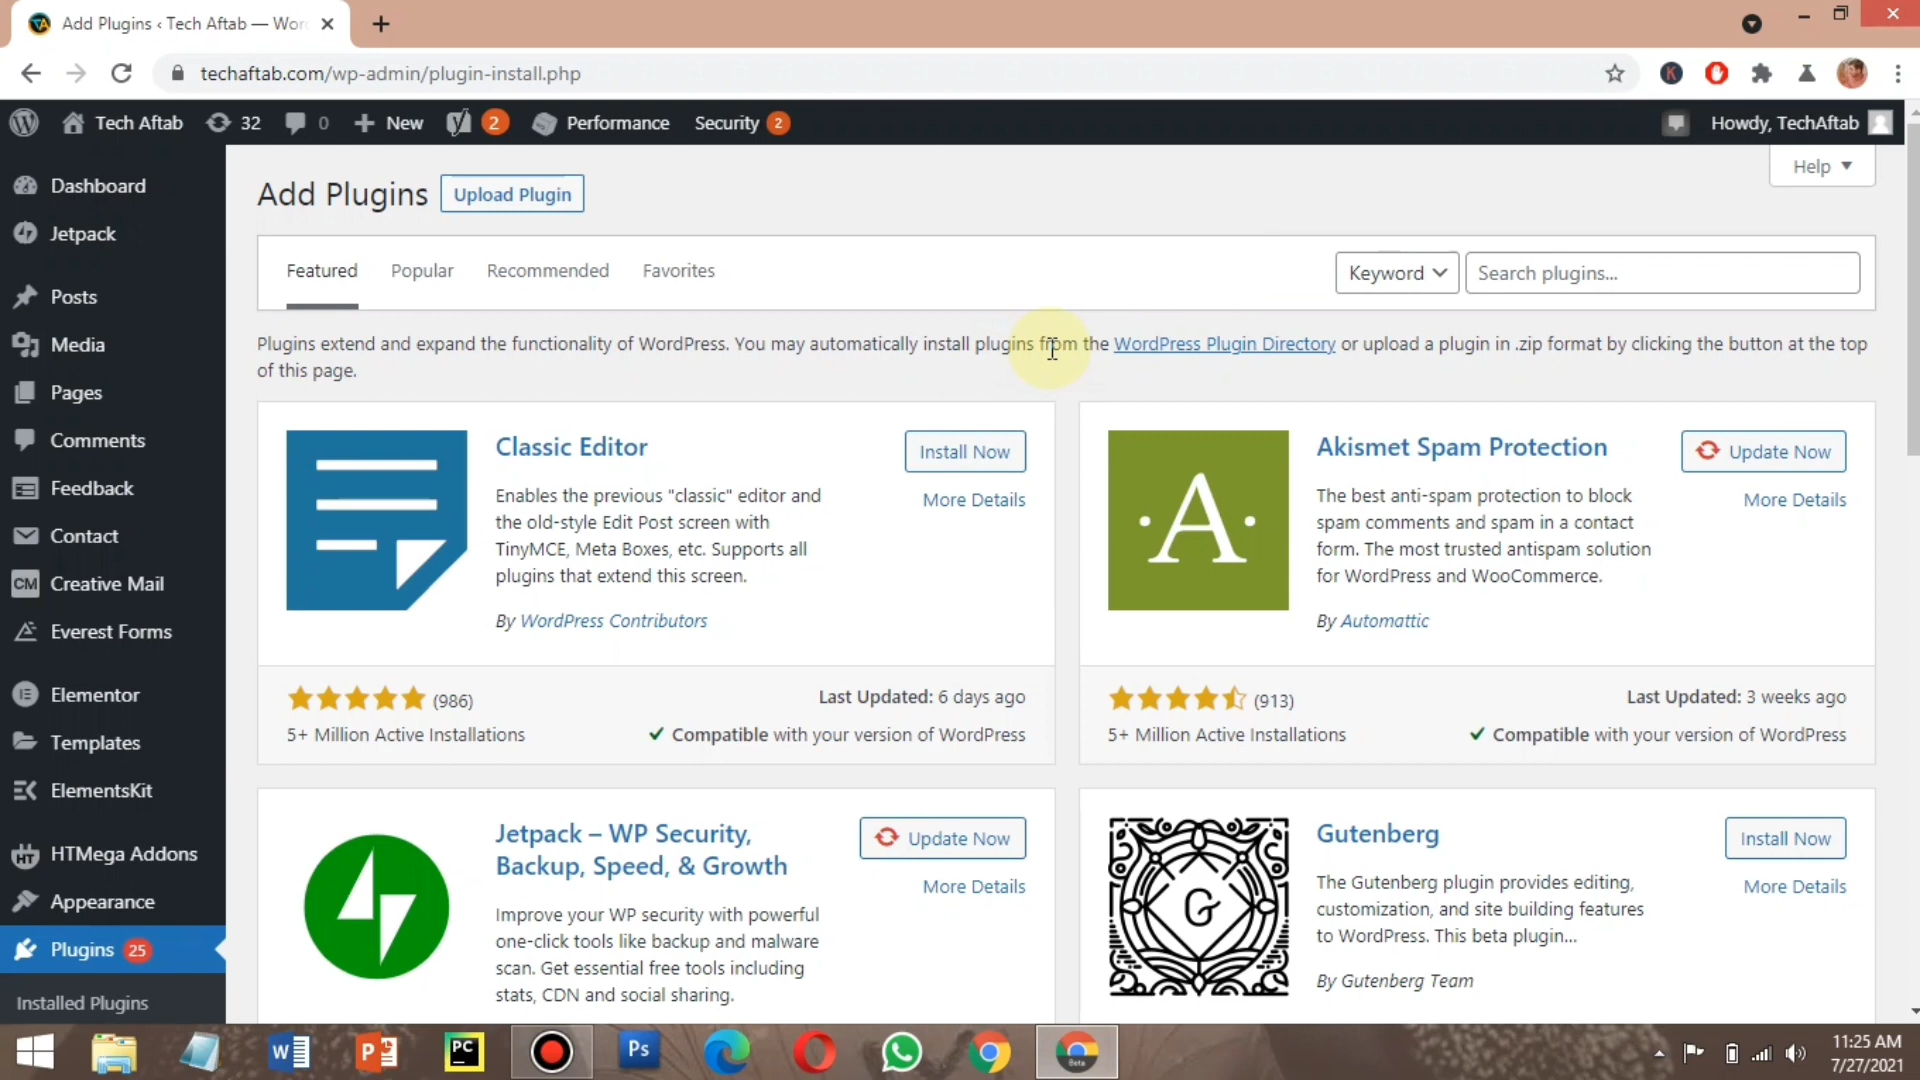 Add Plugins ‹ Tech Aftab — Wor
techaftab.com/wp-admin/plugin-install.php
K
Tech Aftab 32 0 New 2 Performance Security 2 Howdy, TechAftab
Dashboard
Jetpack
Posts
Media
Pages
Comments
Feedback
Contact
CM Creative Mail
Everest Forms
Elementor
Templates
ElementsKit
HT HTMega Addons
Appearance
Plugins 25
Installed Plugins
Add Plugins Upload Plugin
Help
Featured Popular Recommended Favorites
Keyword Search plugins...
Plugins extend and expand the functionality of WordPress. You may automatically install plugins from the WordPress Plugin Directory or upload a plugin in .zip format by clicking the button at the top
of this page.
Classic Editor
Install Now
More Details
Enables the previous "classic" editor and
the old-style Edit Post screen with
TinyMCE, Meta Boxes, etc. Supports all
plugins that extend this screen.
By WordPress Contributors
(986)
Last Updated: 6 days ago
5+ Million Active Installations
Compatible with your version of WordPress
A
Akismet Spam Protection
Update Now
More Details
The best anti-spam protection to block
spam comments and spam in a contact
form. The most trusted antispam solution
for WordPress and WooCommerce.
By Automattic
(913)
Last Updated: 3 weeks ago
5+ Million Active Installations
Compatible with your version of WordPress
Jetpack – WP Security,
Backup, Speed, & Growth
Update Now
More Details
Improve your WP security with powerful
one-click tools like backup and malware
scan. Get essential free tools including
stats, CDN and social sharing.
G
Gutenberg
Install Now
More Details
The Gutenberg plugin provides editing,
customization, and site building features
to WordPress. This beta plugin...
By Gutenberg Team
W
P
PC
Ps
Beta
11:25 AM
7/27/2021